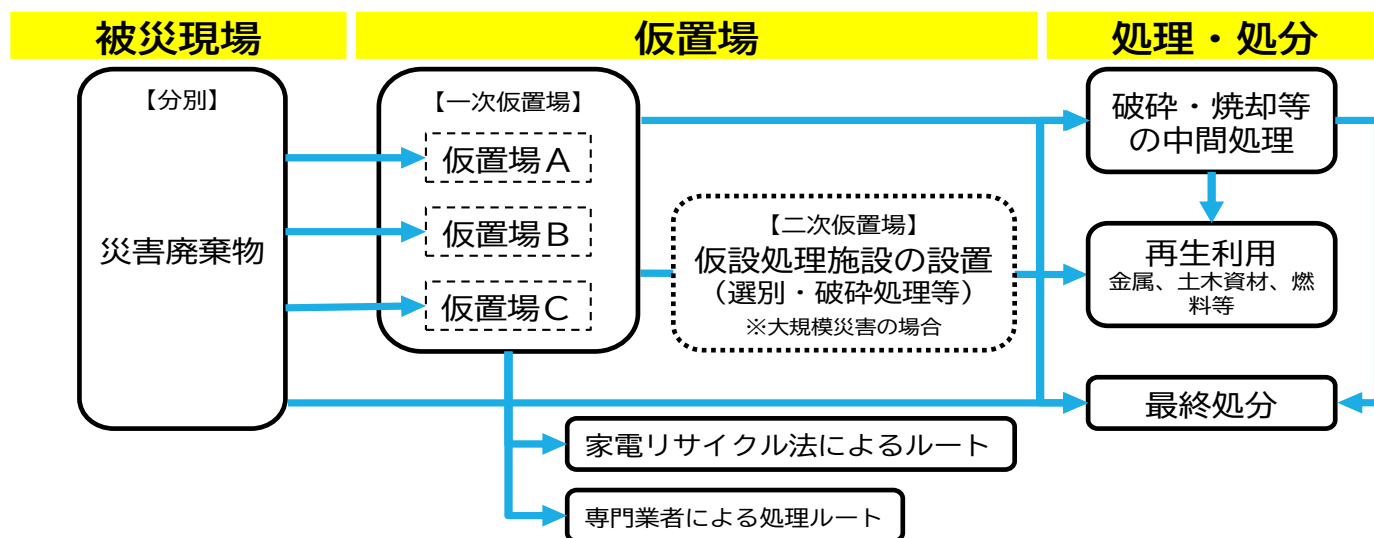 被災現場
仮置場
処理・処分
【分別】
災害廃棄物
【一次仮置場】
仮置場A
仮置場B
仮置場C
【二次仮置場】
仮設処理施設の設置
（選別・破砕処理等）
※大規模災害の場合
破砕・焼却等
の中間処理
再生利用
金属、土木資材、燃
料等
最終処分
家電リサイクル法によるルート
専門業者による処理ルート